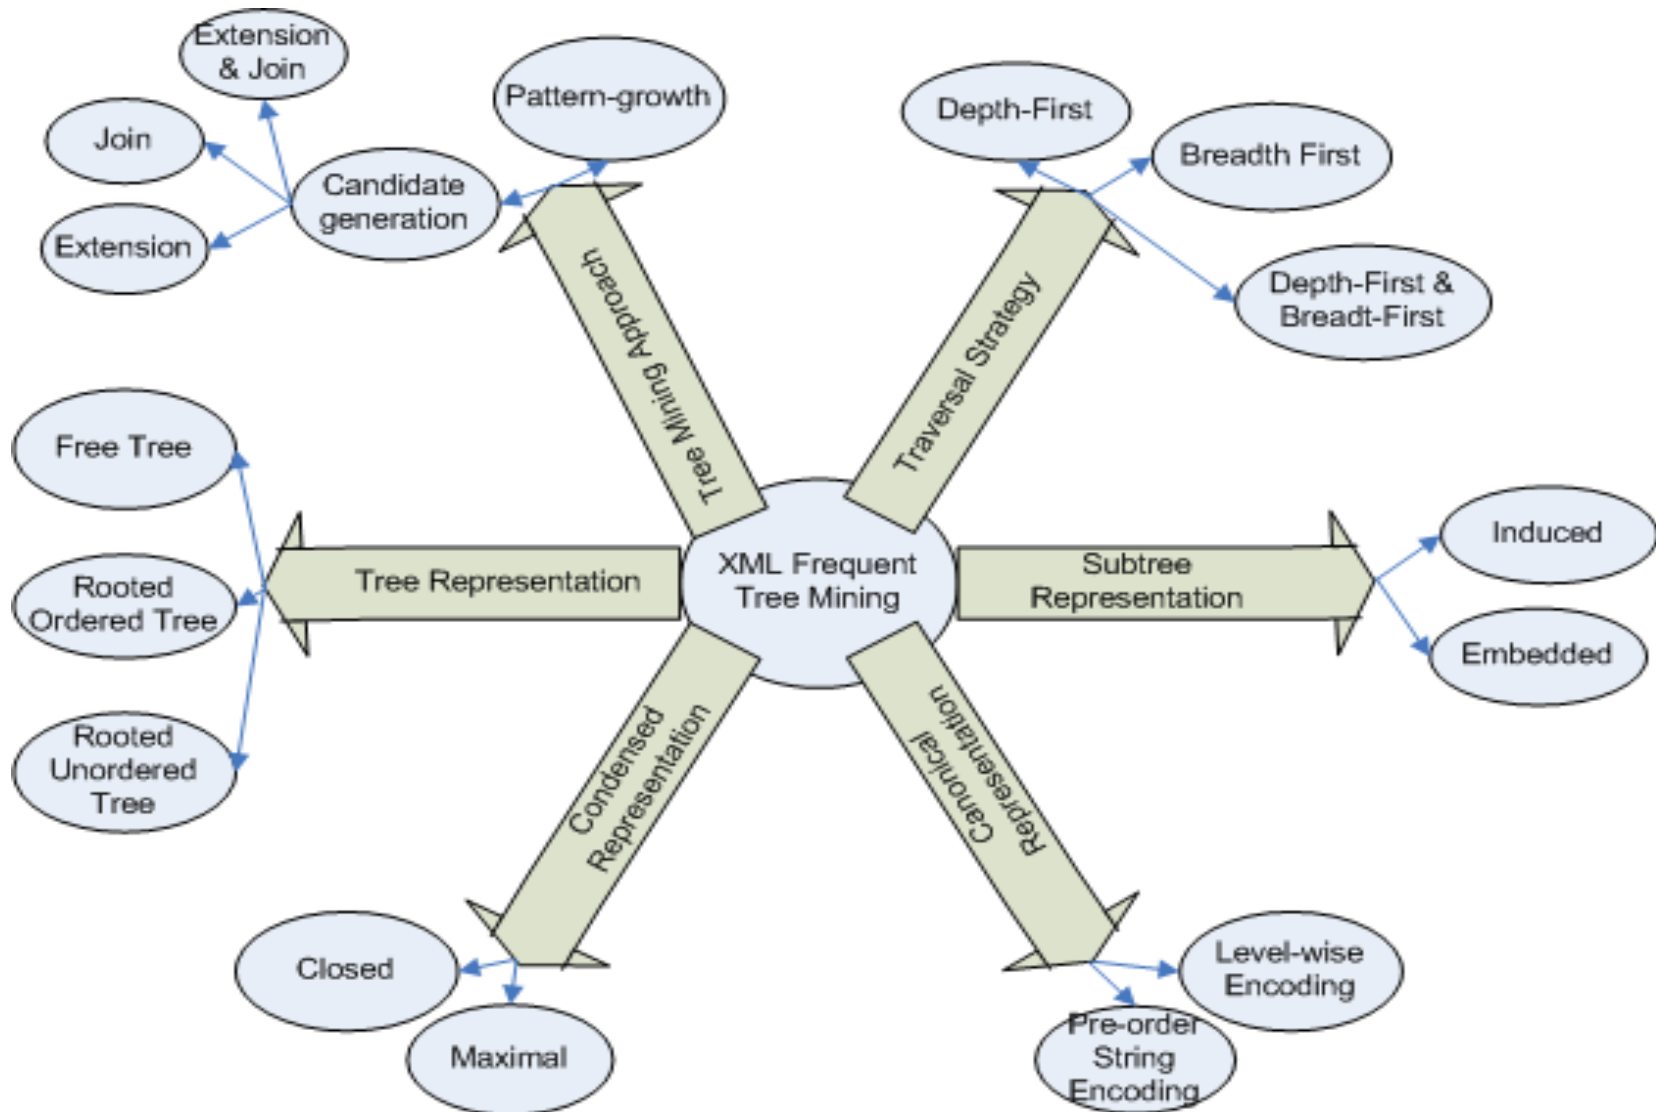 Extension
& Join
Pattern-growth
Depth-First
Join
Breadth First
Candidate
generation
Extension
Depth-First &
Breadt-First
Tree Mining Approach
Traversal Strategy
Free Tree
Induced
XML Frequent
Tree Mining
Tree Representation
Subtree
Representation
Rooted
Ordered Tree
Embedded
Rooted
Unordered
Tree
Condensed
Representation
Canonical
Representation
Closed
Level-wise
Encoding
Maximal
Pre-order
String
Encoding